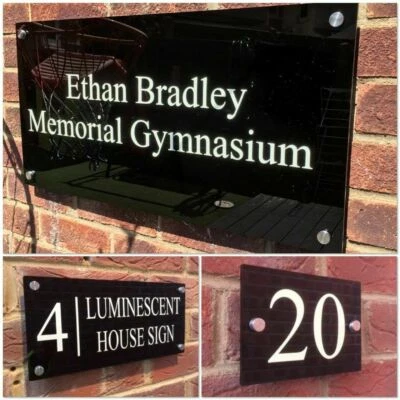 Ethan Bradley
Memorial Gymnasium
4
LUMINESCENT
HOUSE SIGN
20